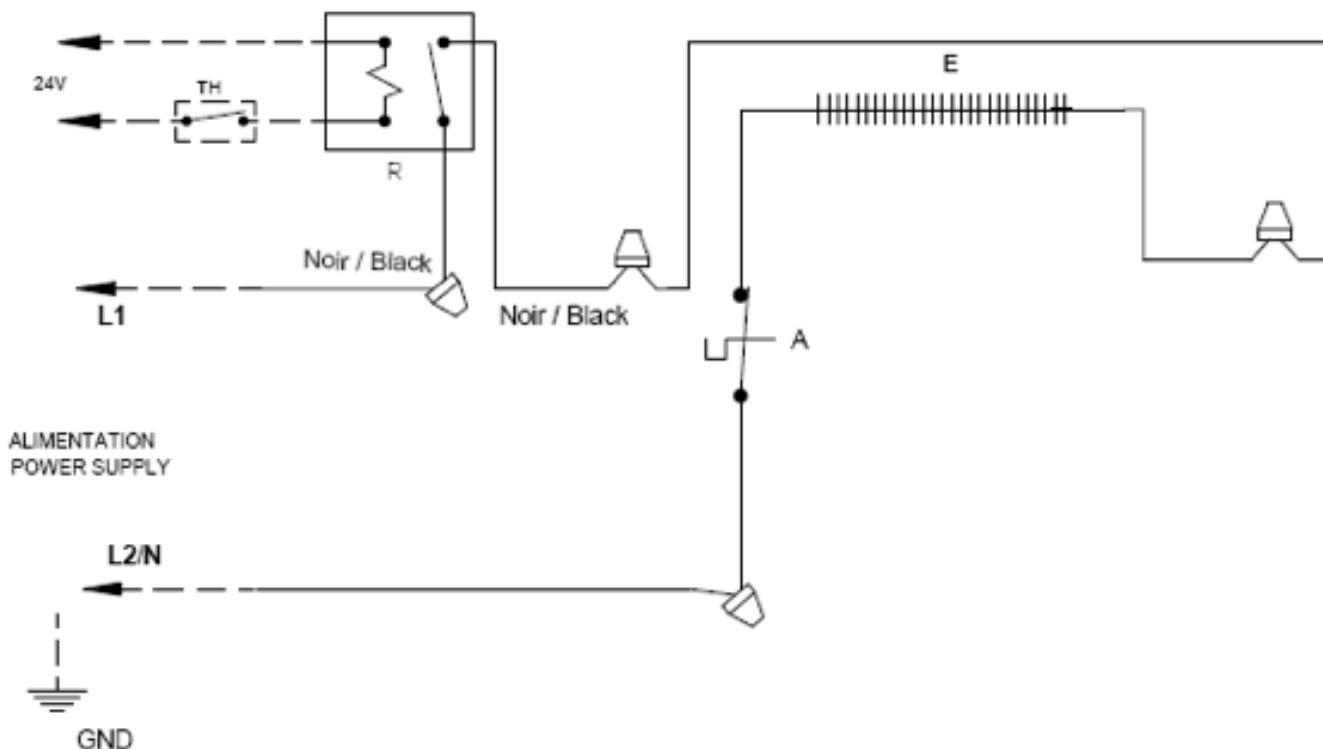 24V
TH
E
R
Noir / Black
L1
Noir / Black
A
ALIMENTATION
POWER SUPPLY
L2/N
GND